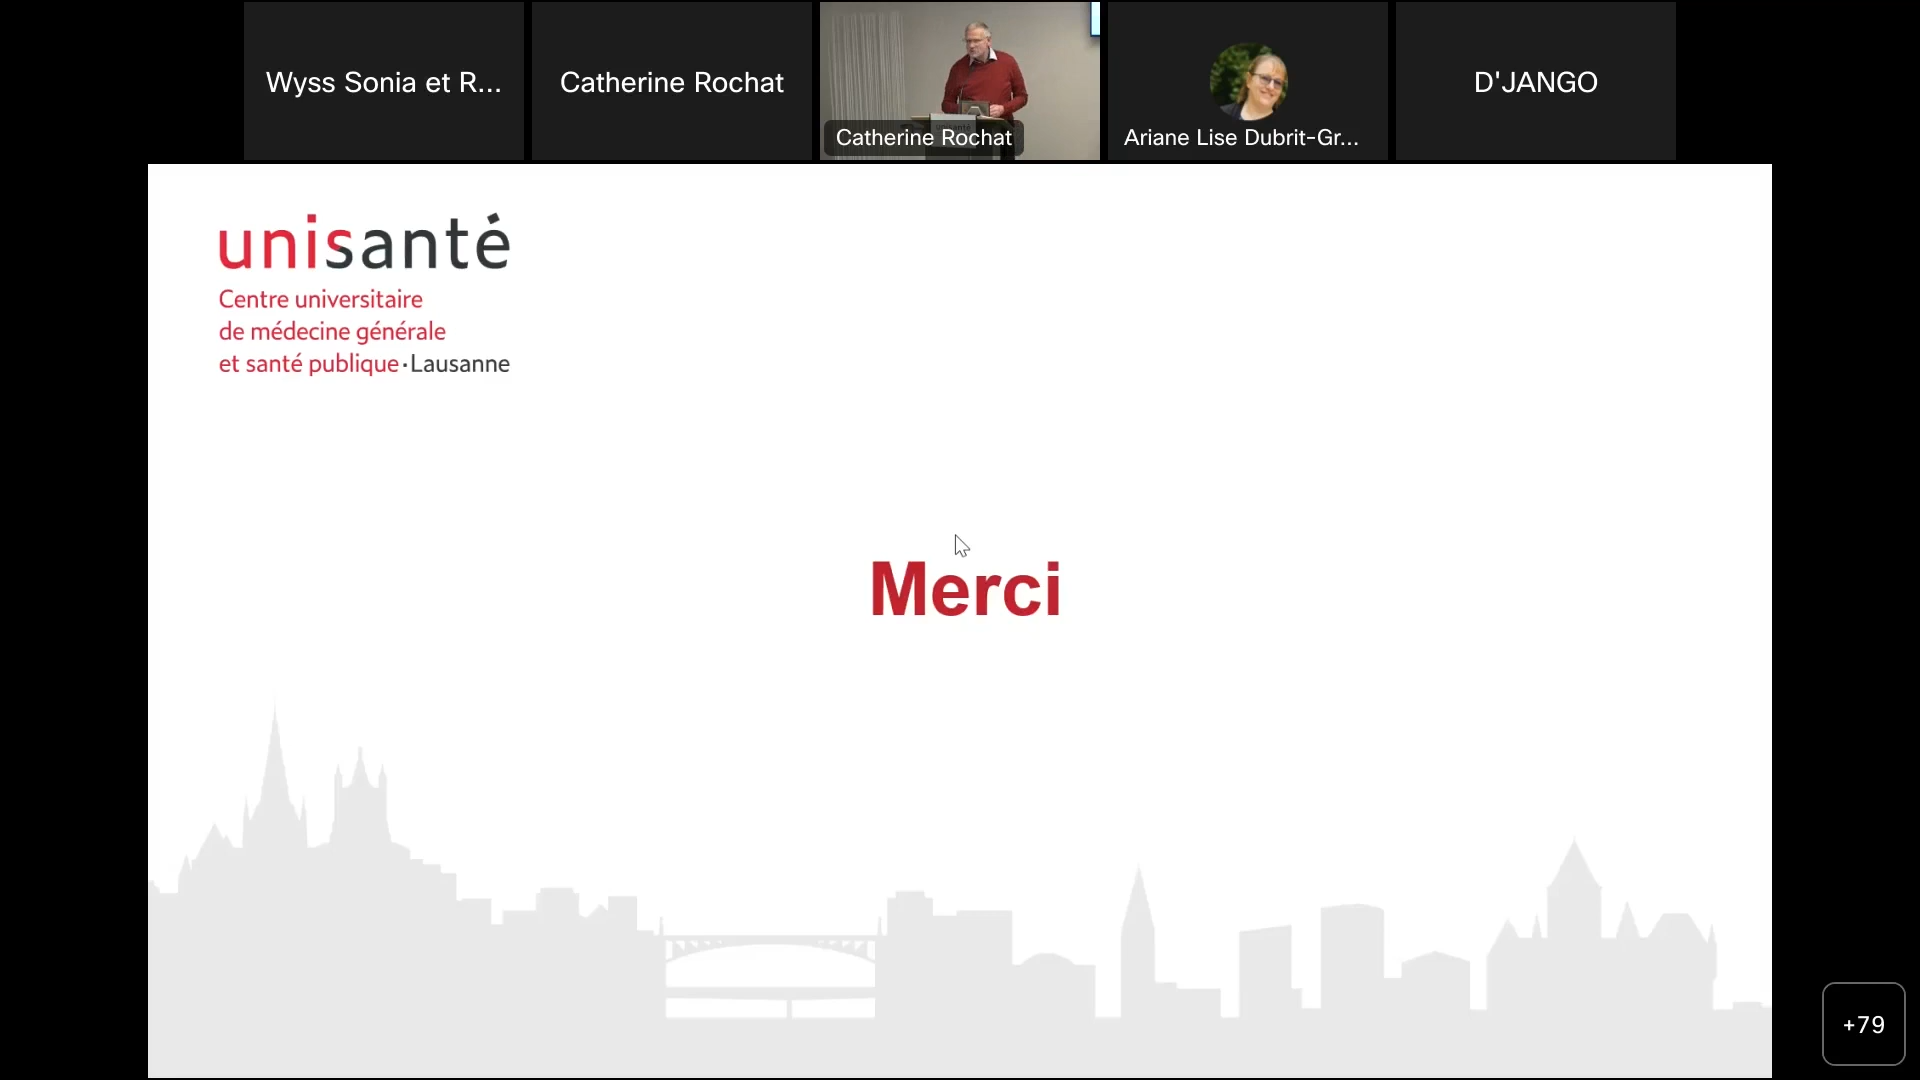 Wyss Sonia et R...
Catherine Rochat
Catherine Rochat
Ariane Lise Dubrit-Gr...
D'JANGO
unisanté
Centre universitaire
de médecine générale
et santé publique·Lausanne
Merci
+79